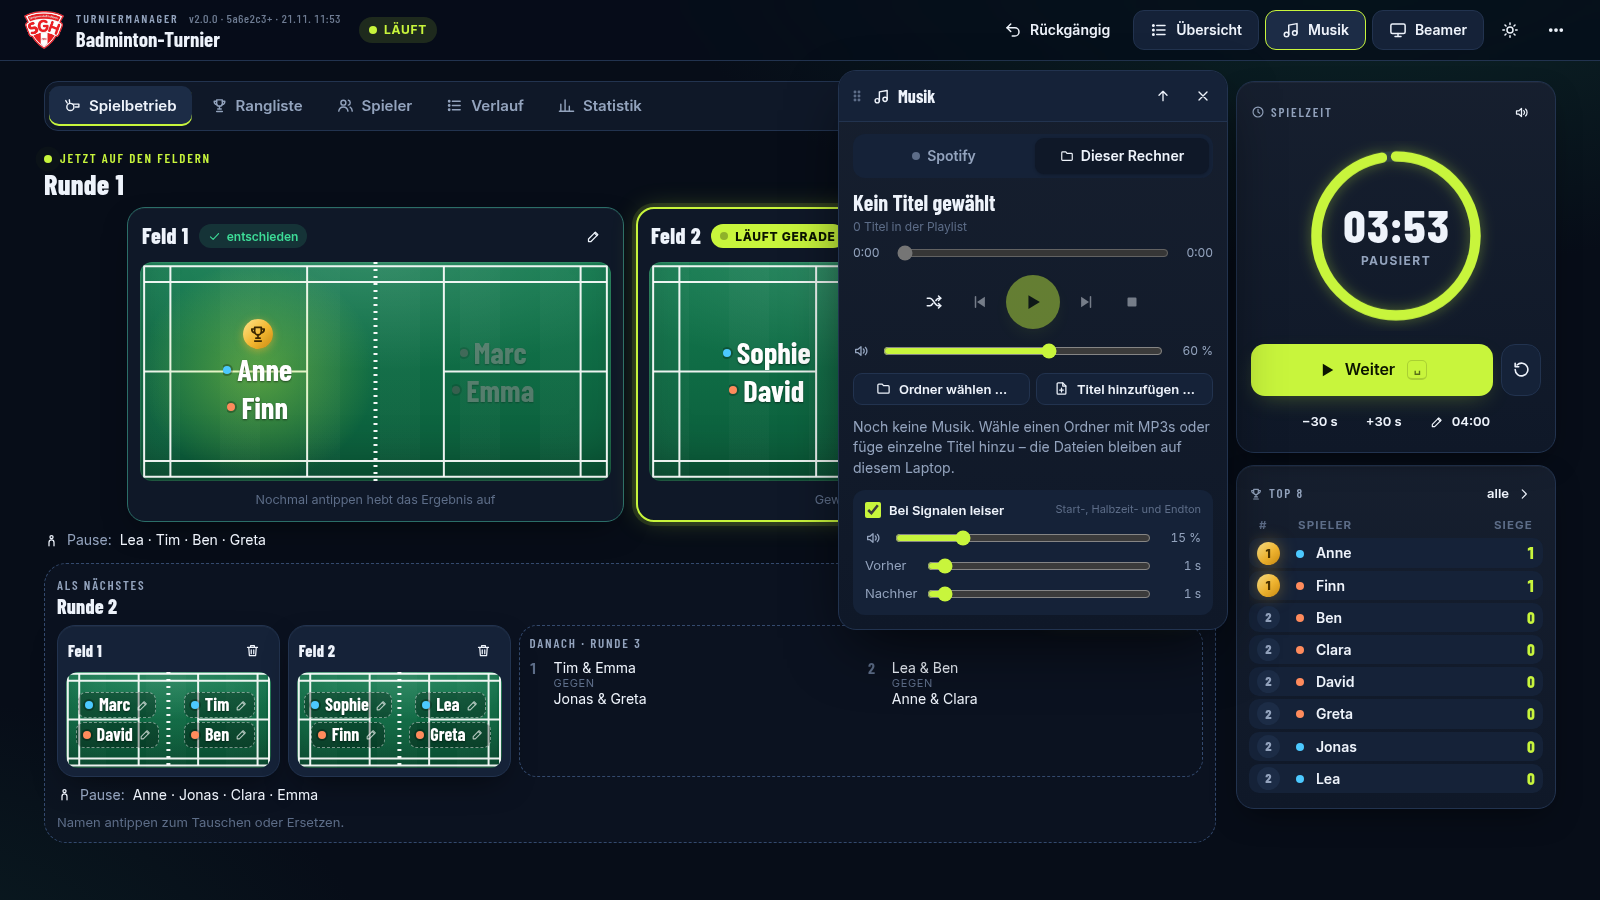 SGH
TURNIERMANAGER v2.0.0 · 5a6e2c3+ · 21.11. 11:53
Badminton-Turnier
LÄUFT
Rückgängig
Übersicht
Musik
Beamer
Spielbetrieb
Rangliste
Spieler
Verlauf
Statistik
JETZT AUF DEN FELDERN
Runde 1
Feld 1
entschieden
Anne
Finn
Marc
Emma
Nochmal antippen hebt das Ergebnis auf
Feld 2
LÄUFT GERADE
Sophie
David
Gew
Pause: Lea · Tim · Ben · Greta
ALS NÄCHSTES
Runde 2
Feld 1
Marc
David
Tim
Ben
Feld 2
Sophie
Finn
Lea
Greta
DANACH · RUNDE 3
1 Tim & Emma
GEGEN
Jonas & Greta
2 Lea & Ben
GEGEN
Anne & Clara
Pause: Anne · Jonas · Clara · Emma
Namen antippen zum Tauschen oder Ersetzen.
Musik
Spotify
Dieser Rechner
Kein Titel gewählt
0 Titel in der Playlist
0:00 0:00
60 %
Ordner wählen ...
Titel hinzufügen ...
Noch keine Musik. Wähle einen Ordner mit MP3s oder
füge einzelne Titel hinzu – die Dateien bleiben auf
diesem Laptop.
Bei Signalen leiser
Start-, Halbzeit- und Endton
15 %
Vorher 1 s
Nachher 1 s
SPIELZEIT
03:53
PAUSIERT
Weiter
−30 s
+30 s
04:00
TOP 8
alle
# SPIELER SIEGE
1 Anne 1
1 Finn 1
2 Ben 0
2 Clara 0
2 David 0
2 Greta 0
2 Jonas 0
2 Lea 0